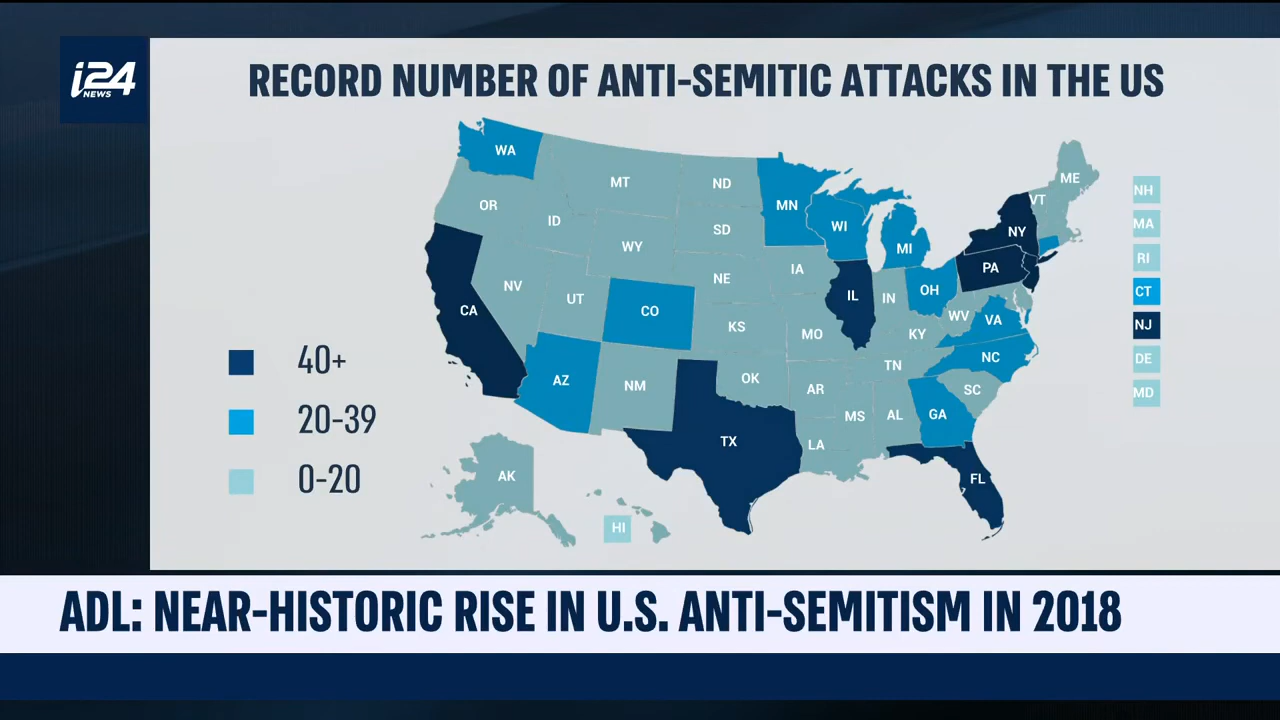 i24
NEWS
RECORD NUMBER OF ANTI-SEMITIC ATTACKS IN THE US
WA
MT
ND
MN
ME
VT
NH
OR
ID
SD
WI
MI
NY
MA
WY
RI
NV
UT
NE
IA
IL
IN
OH
PA
CT
CA
CO
KS
MO
KY
WV
VA
NJ
40+
AZ
NM
OK
AR
TN
NC
SC
DE
20-39
TX
LA
MS
AL
GA
MD
0-20
AK
HI
FL
ADL: NEAR-HISTORIC RISE IN U.S. ANTI-SEMITISM IN 2018